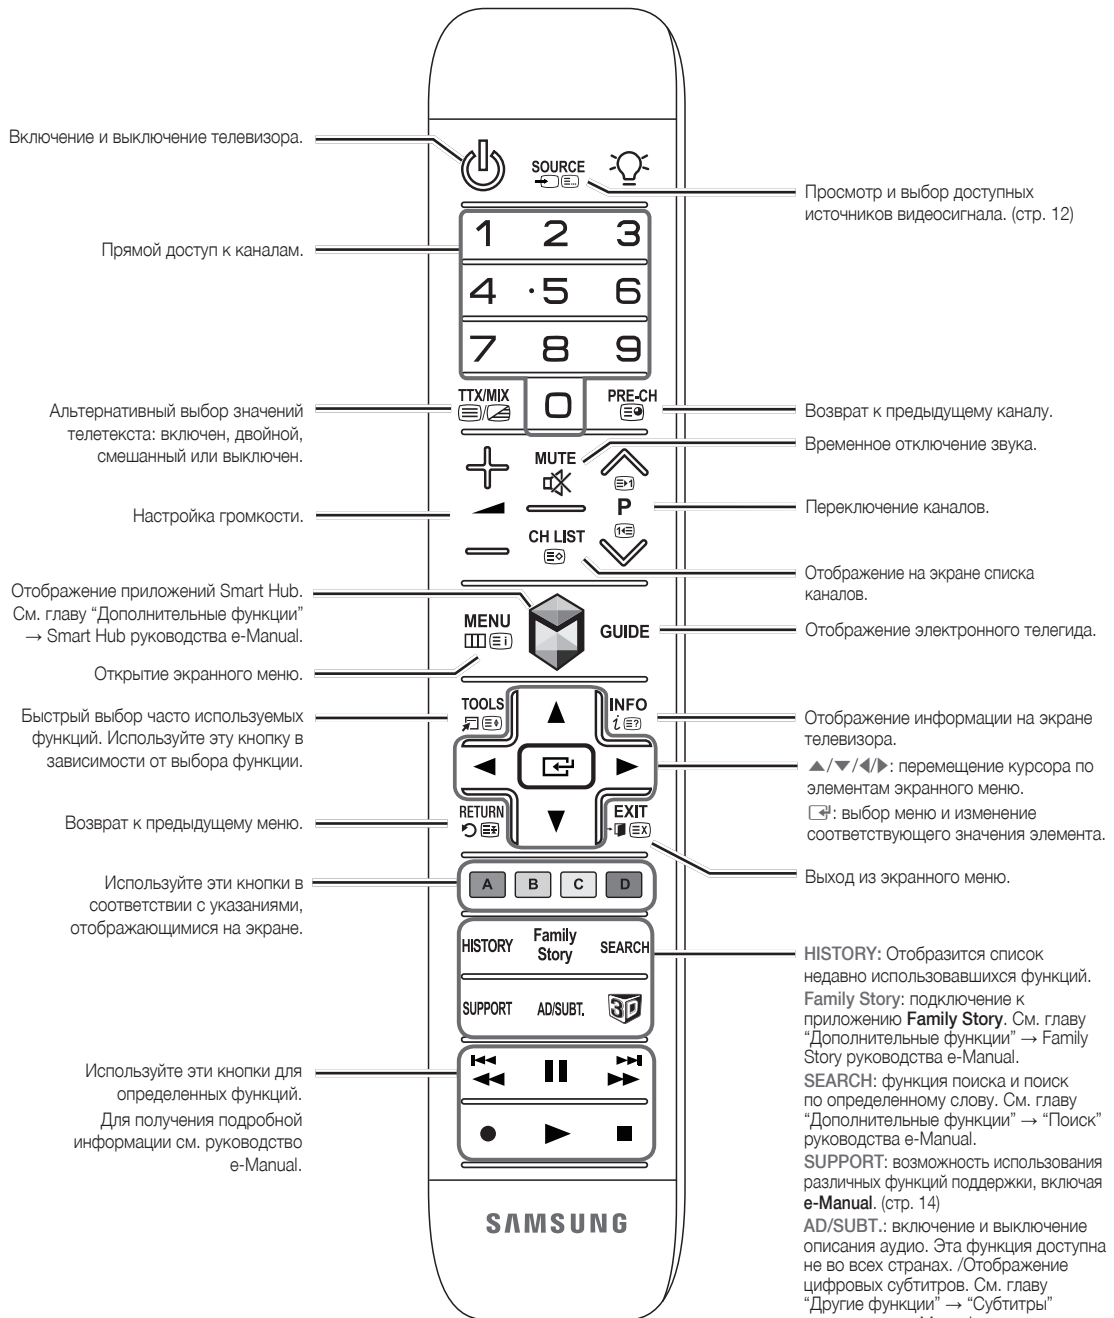 Включение и выключение телевизора.
SOURCE
Просмотр и выбор доступных
источников видеосигнала. (стр. 12)
Прямой доступ к каналам.
1 2 3
4 5 6
7 8 9
TTX/MIX
0
PRE-CH
Альтернативный выбор значений
телетекста: включен, двойной,
смешанный или выключен.
Возврат к предыдущему каналу.
MUTE
Временное отключение звука.
Настройка громкости.
P
Переключение каналов.
CH LIST
Отображение на экране списка
каналов.
Отображение приложений Smart Hub.
См. главу “Дополнительные функции”
→ Smart Hub руководства e-Manual.
MENU
GUIDE
Отображение электронного телегида.
Открытие экранного меню.
TOOLS
INFO
Быстрый выбор часто используемых
функций. Используйте эту кнопку в
зависимости от выбора функции.
Отображение информации на экране
телевизора.
▲/▼/◀/▶: перемещение курсора по
элементам экранного меню.
: выбор меню и изменение
соответствующего значения элемента.
RETURN
EXIT
Возврат к предыдущему меню.
Выход из экранного меню.
A B C D
Используйте эти кнопки в
соответствии с указаниями,
отображающимися на экране.
HISTORY
Family
Story
SEARCH
SUPPORT
AD/SUBT.
3D
HISTORY: Отобразится список
недавно использовавшихся функций.
Family Story: подключение к
приложению Family Story. См. главу
“Дополнительные функции” → Family
Story руководства e-Manual.
SEARCH: функция поиска и поиск
по определенному слову. См. главу
“Дополнительные функции” → “Поиск”
руководства e-Manual.
SUPPORT: возможность использования
различных функций поддержки, включая
e-Manual. (стр. 14)
AD/SUBT.: включение и выключение
описания аудио. Эта функция доступна
не во всех странах. /Отображение
цифровых субтитров. См. главу
“Другие функции” → “Субтитры”
Используйте эти кнопки для
определенных функций.
Для получения подробной
информации см. руководство
e-Manual.
SAMSUNG